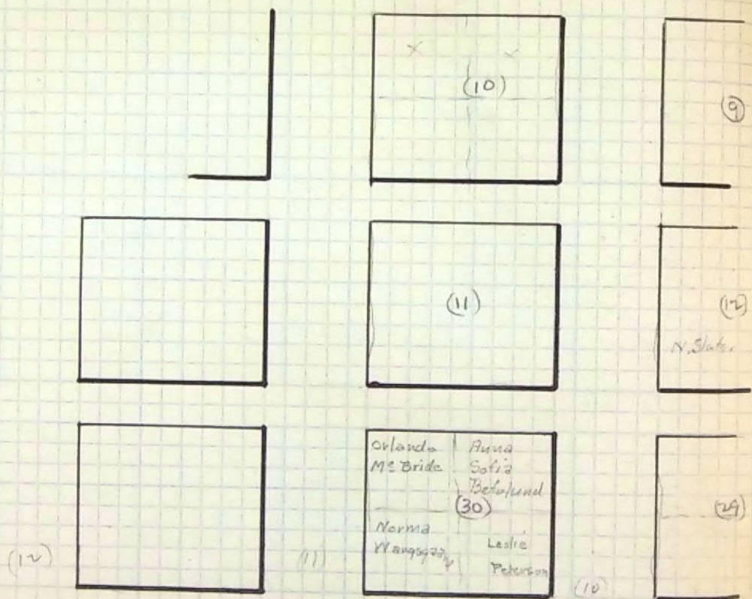 (10)
(9)
(11)
(12)
Orlando
McBride
Anna
Sofia
(30)
(29)
Norma
Leslie
Peterson
(12)
(11)
(10)